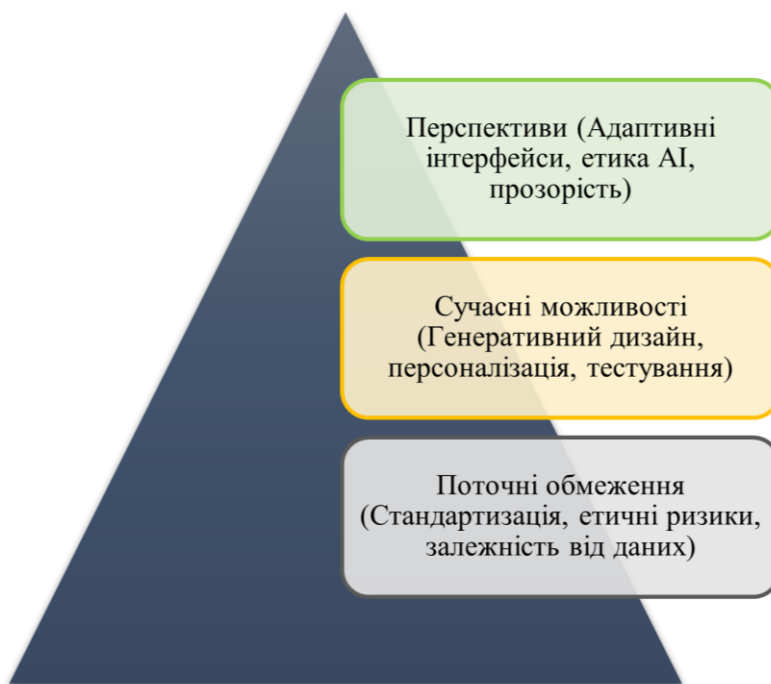 Перспективи (Адаптивні
інтерфейси, етика AI,
прозорість)
Сучасні можливості
(Генеративний дизайн,
персоналізація, тестування)
Поточні обмеження
(Стандартизація, етичні ризики,
залежність від даних)